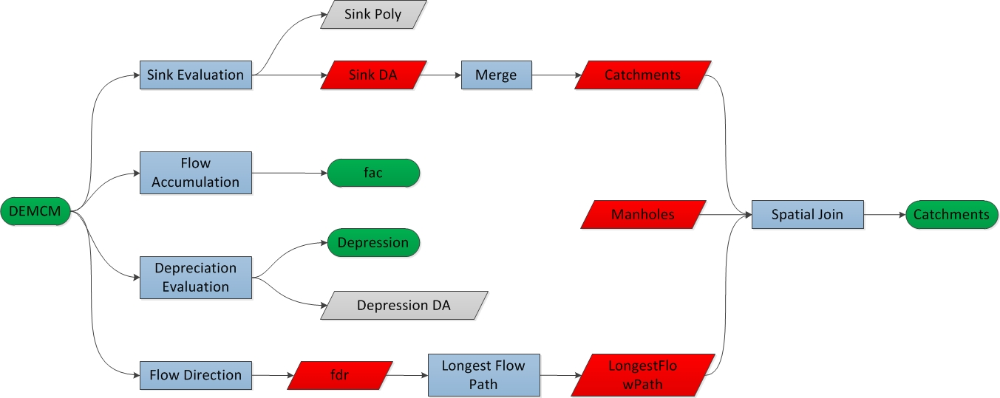 Sink Poly
Sink Evaluation
Sink DA
Merge
Catchments
Flow
Accumulation
fac
DEMCM
Manholes
Spatial Join
Catchments
Depression
Depreciation
Evaluation
Depression DA
Flow Direction
fdr
Longest Flow
Path
LongestFlo
wPath